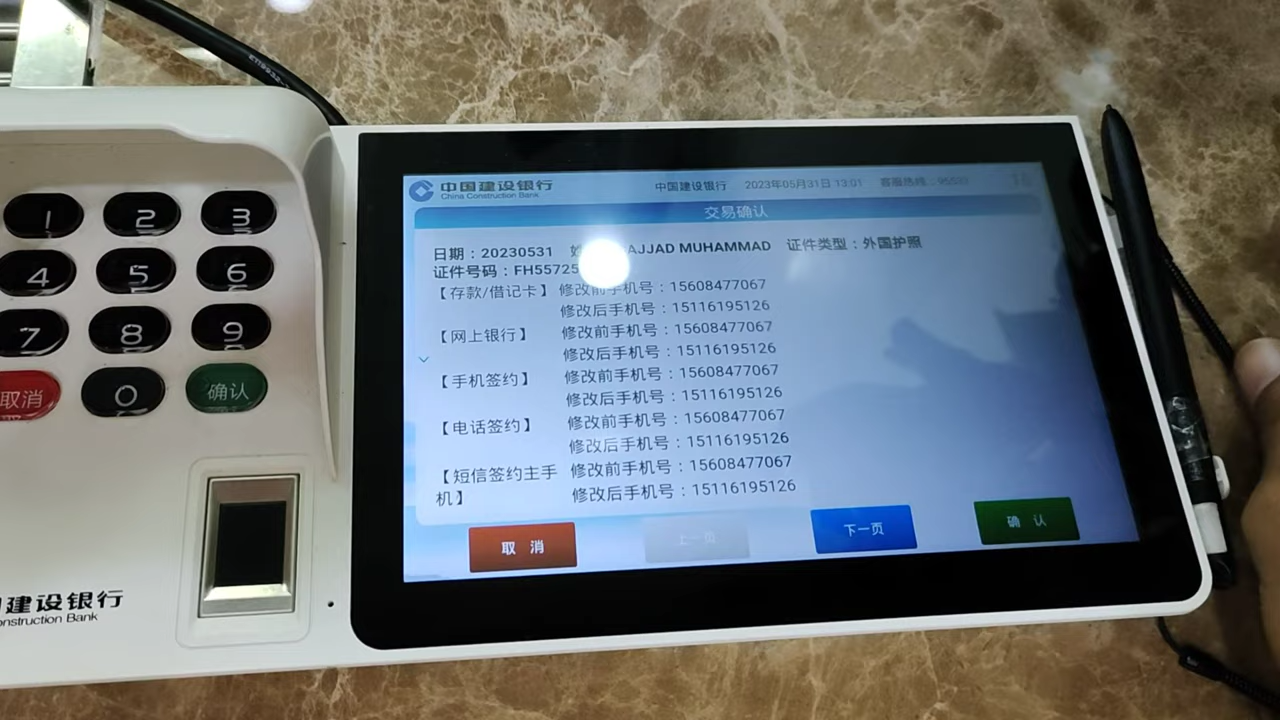 中国建设银行
China Construction Bank
中国建设银行 2023年05月31日 13:01 客服热线：95533
交易确认
日期：20230531 AJJAD MUHAMMAD 证件类型：外国护照
证件号码：FH55725
【存款/借记卡】 修改前手机号：15608477067
修改后手机号：15116195126
【网上银行】 修改前手机号：15608477067
修改后手机号：15116195126
【手机签约】 修改前手机号：15608477067
修改后手机号：15116195126
【电话签约】 修改前手机号：15608477067
修改后手机号：15116195126
【短信签约主手 修改前手机号：15608477067
机】 修改后手机号：15116195126
取 消 上一页 下一页 确 认
1 2 3
4 5 6
7 8 9
取消 0 确认
建设银行
onstruction Bank